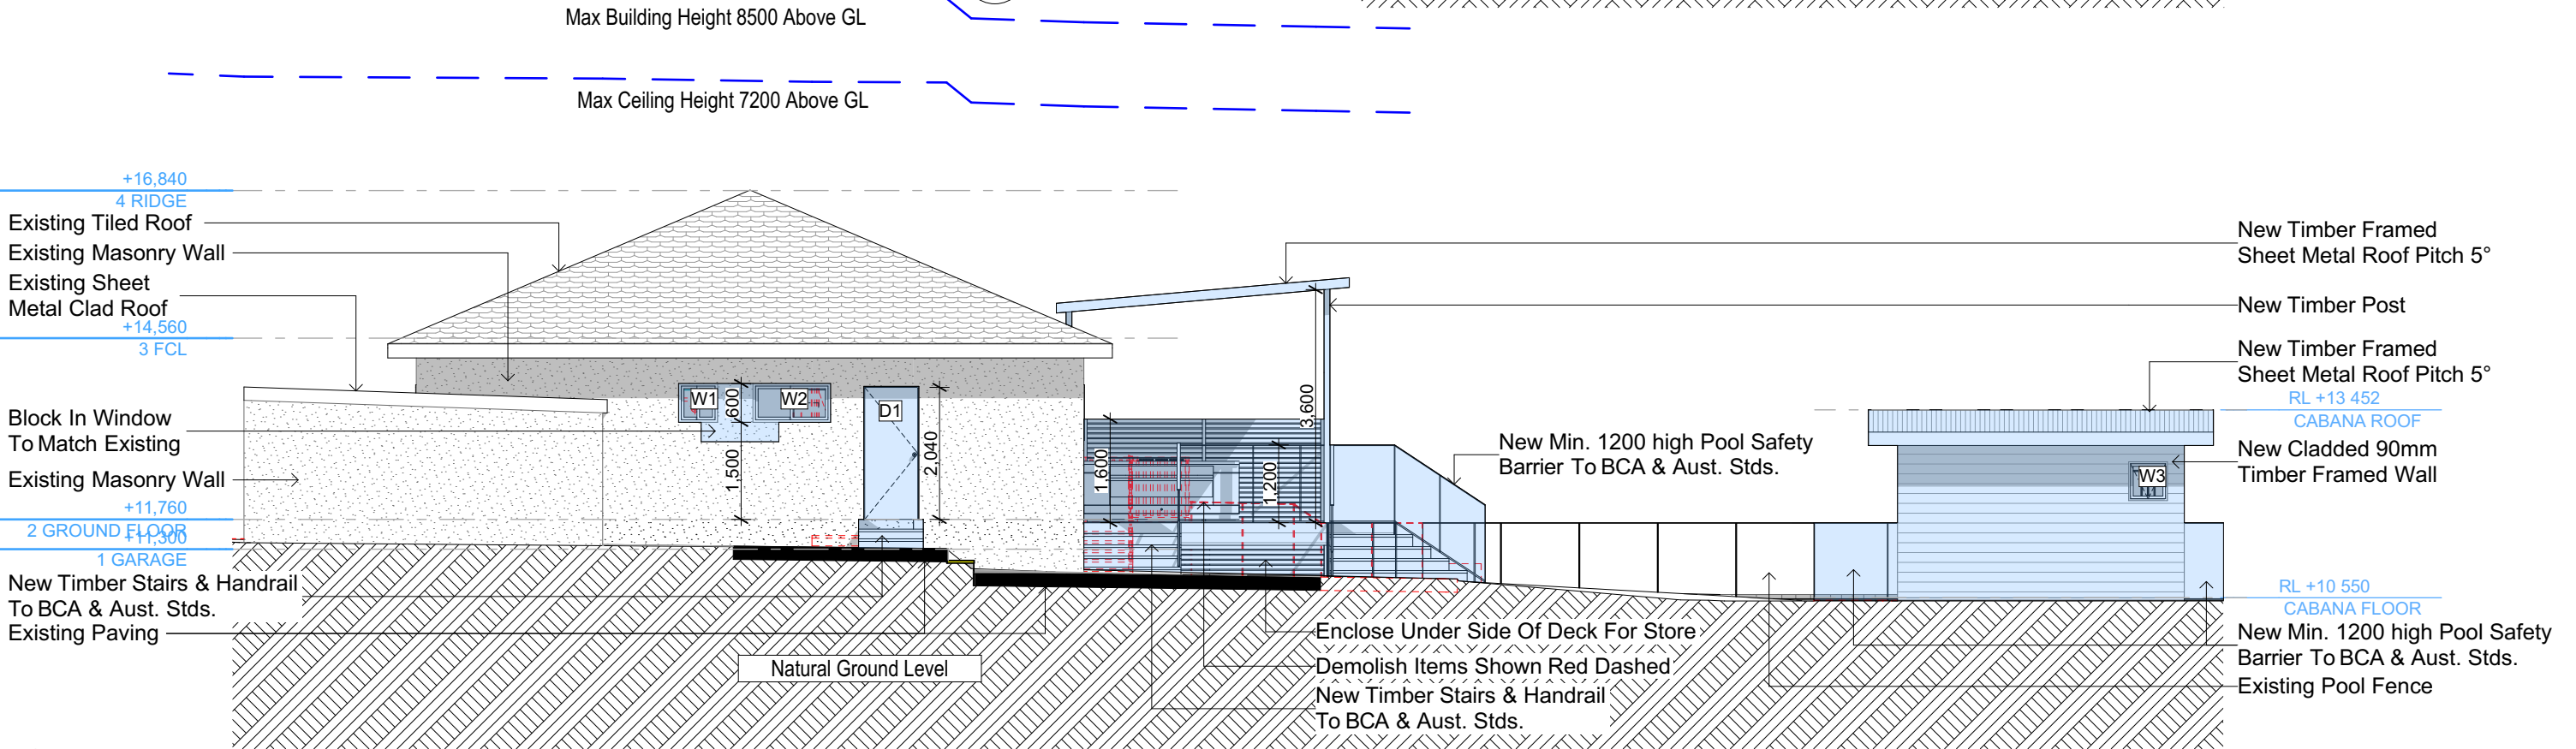 Max Building Height 8500 Above GL
Max Ceiling Height 7200 Above GL
+16,840
4 RIDGE
Existing Tiled Roof
Existing Masonry Wall
Existing Sheet
Metal Clad Roof
+14,560
3 FCL
Block In Window
To Match Existing
Existing Masonry Wall
+11,760
2 GROUND FLOOR
+11,300
1 GARAGE
New Timber Stairs & Handrail
To BCA & Aust. Stds.
Existing Paving
W1
600
W2
D1
1,500
2,040
1,600
1,200
3,600
Natural Ground Level
New Min. 1200 high Pool Safety
Barrier To BCA & Aust. Stds.
Enclose Under Side Of Deck For Store
Demolish Items Shown Red Dashed
New Timber Stairs & Handrail
To BCA & Aust. Stds.
W3
New Timber Framed
Sheet Metal Roof Pitch 5°
New Timber Post
New Timber Framed
Sheet Metal Roof Pitch 5°
RL +13 452
CABANA ROOF
New Cladded 90mm
Timber Framed Wall
RL +10 550
CABANA FLOOR
New Min. 1200 high Pool Safety
Barrier To BCA & Aust. Stds.
Existing Pool Fence